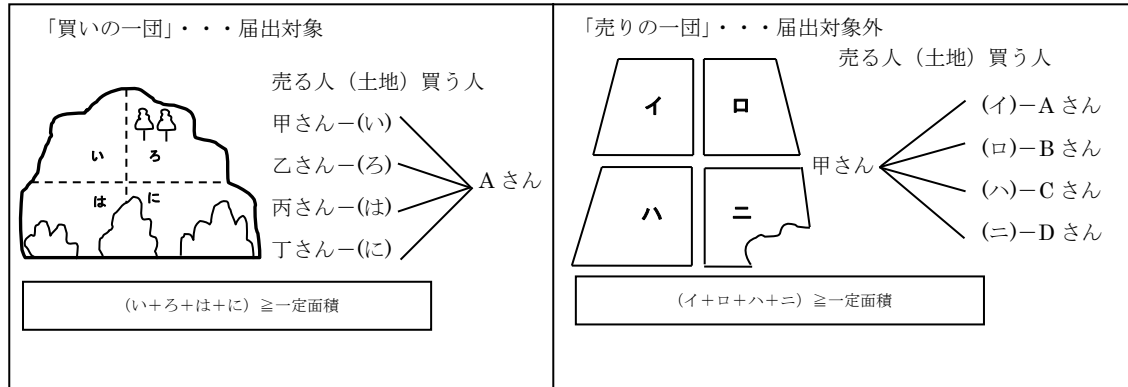 「買いの一団」・・・届出対象
売る人（土地）買う人
甲さん－(い)
乙さん－(ろ)
丙さん－(は)
丁さん－(に)
Aさん
い
ろ
は
に
（い＋ろ＋は＋に）≧一定面積
「売りの一団」・・・届出対象外
売る人（土地）買う人
イ
ロ
ハ
ニ
甲さん
(イ)－Aさん
(ロ)－Bさん
(ハ)－Cさん
(ニ)－Dさん
（イ＋ロ＋ハ＋ニ）≧一定面積